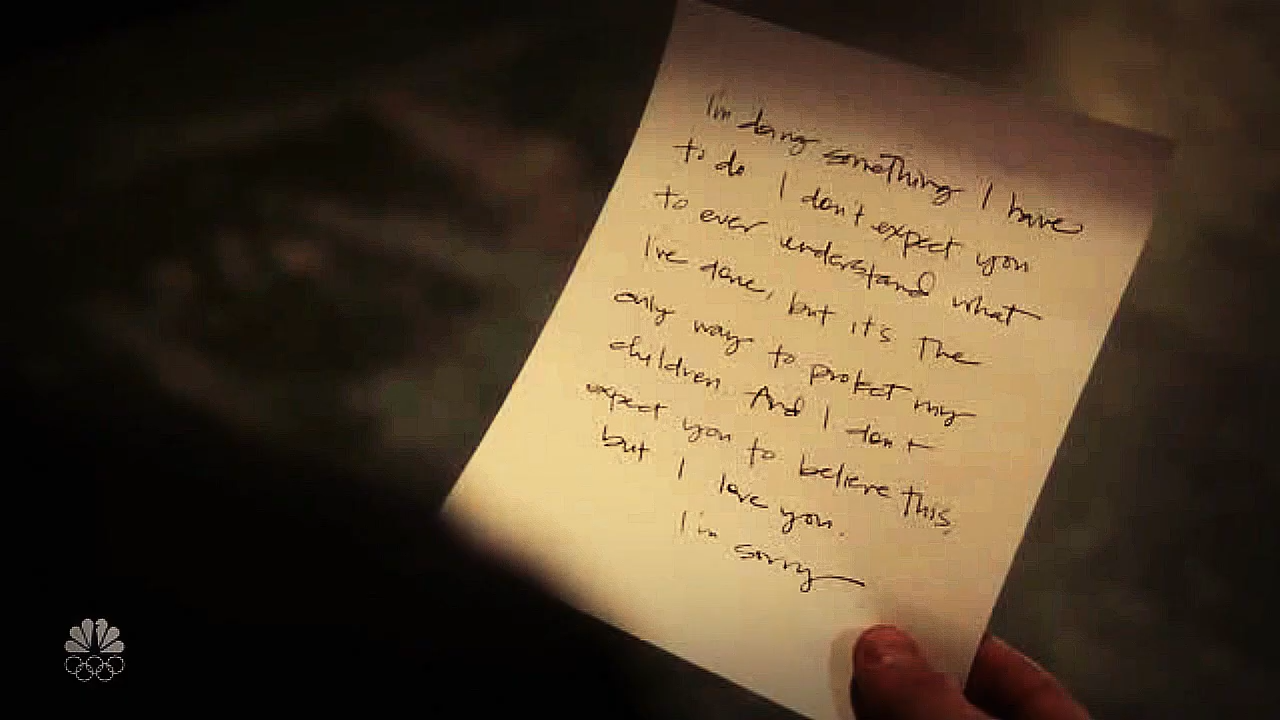 I'm doing something I have
to do I don't expect you
to ever understand what
I've done, but it's the
only way to protect my
children. And I don't
expect you to believe this,
but I love you.
I'm sorry